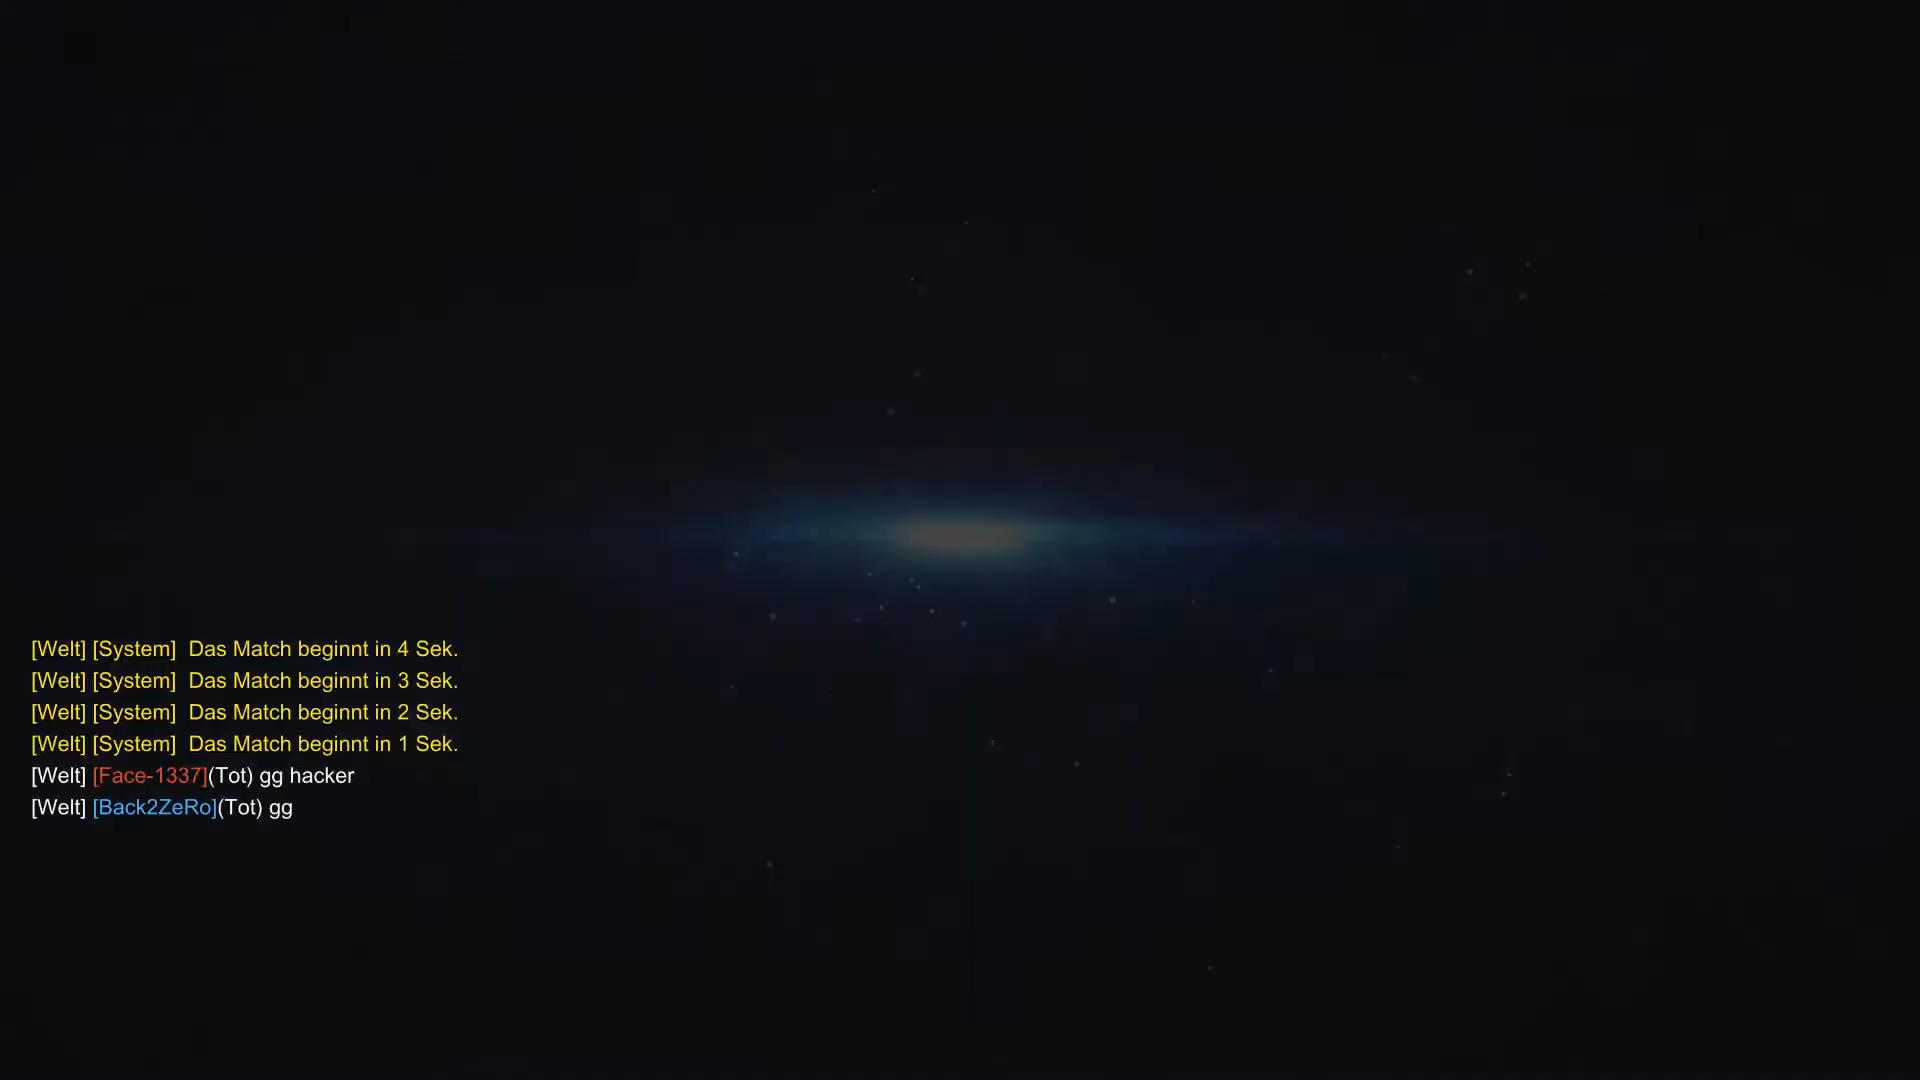 [Welt] [System]  Das Match beginnt in 4 Sek.
[Welt] [System]  Das Match beginnt in 3 Sek.
[Welt] [System]  Das Match beginnt in 2 Sek.
[Welt] [System]  Das Match beginnt in 1 Sek.
[Welt] [Face-1337](Tot) gg hacker
[Welt] [Back2ZeRo](Tot) gg